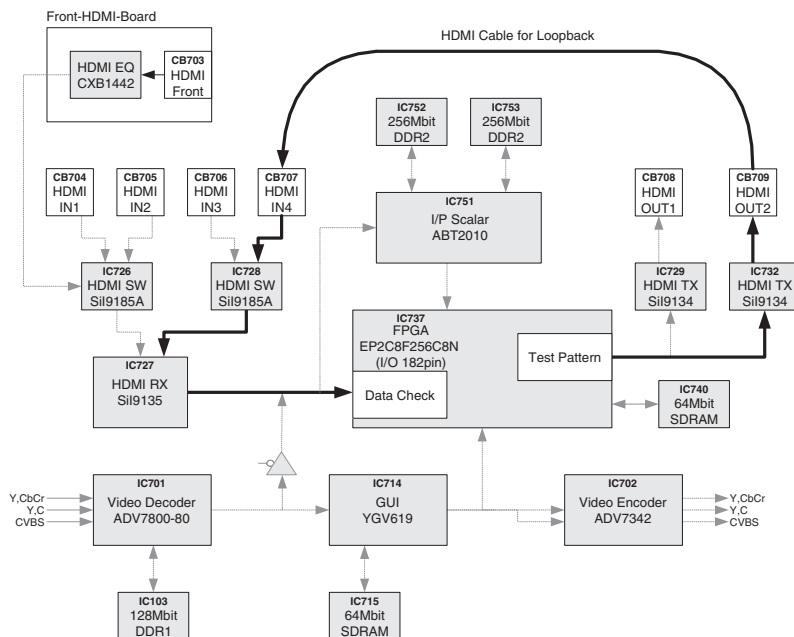 Front-HDMI-Board
HDMI EQ
CXB1442
CB703
HDMI
Front
HDMI Cable for Loopback
IC752
256Mbit
DDR2
IC753
256Mbit
DDR2
CB704
HDMI
IN1
CB705
HDMI
IN2
CB706
HDMI
IN3
CB707
HDMI
IN4
IC751
I/P Scalar
ABT2010
CB708
HDMI
OUT1
CB709
HDMI
OUT2
IC726
HDMI SW
SiI9185A
IC728
HDMI SW
SiI9185A
IC729
HDMI TX
SiI9134
IC732
HDMI TX
SiI9134
IC737
FPGA
EP2C8F256C8N
(I/O 182pin)
Test Pattern
Data Check
IC727
HDMI RX
SiI9135
IC740
64Mbit
SDRAM
Y,CbCr
Y,C
CVBS
IC701
Video Decoder
ADV7800-80
IC714
GUI
YGV619
IC702
Video Encoder
ADV7342
Y,CbCr
Y,C
CVBS
IC103
128Mbit
DDR1
IC715
64Mbit
SDRAM